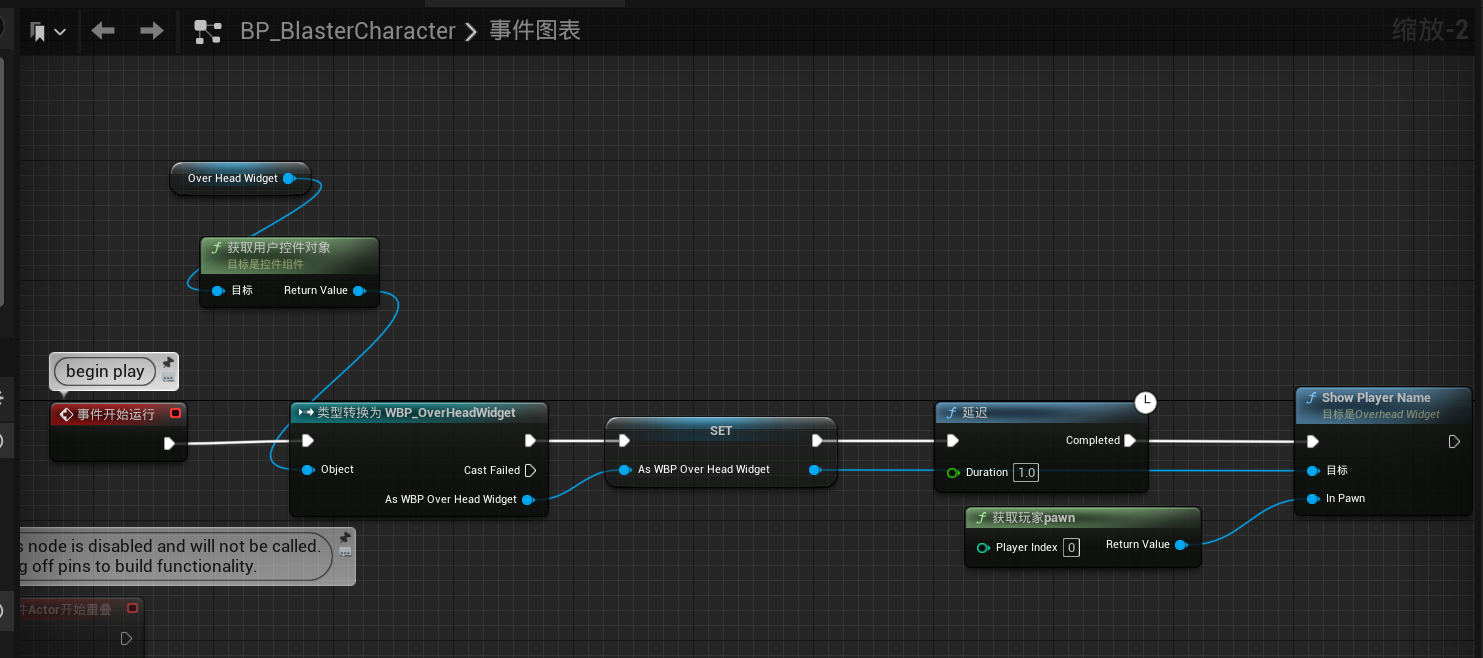 BP_BlasterCharacter
事件图表
缩放-2
Over Head Widget
f 获取用户控件对象
目标是控件组件
目标
Return Value
begin play
事件开始运行
类型转换为 WBP_OverHeadWidget
Object
Cast Failed
As WBP Over Head Widget
SET
As WBP Over Head Widget
f 延迟
Completed
Duration 1.0
f 获取玩家pawn
Player Index 0
Return Value
f Show Player Name
目标是Overhead Widget
目标
In Pawn
s node is disabled and will not be called.
g off pins to build functionality.
件Actor开始重叠